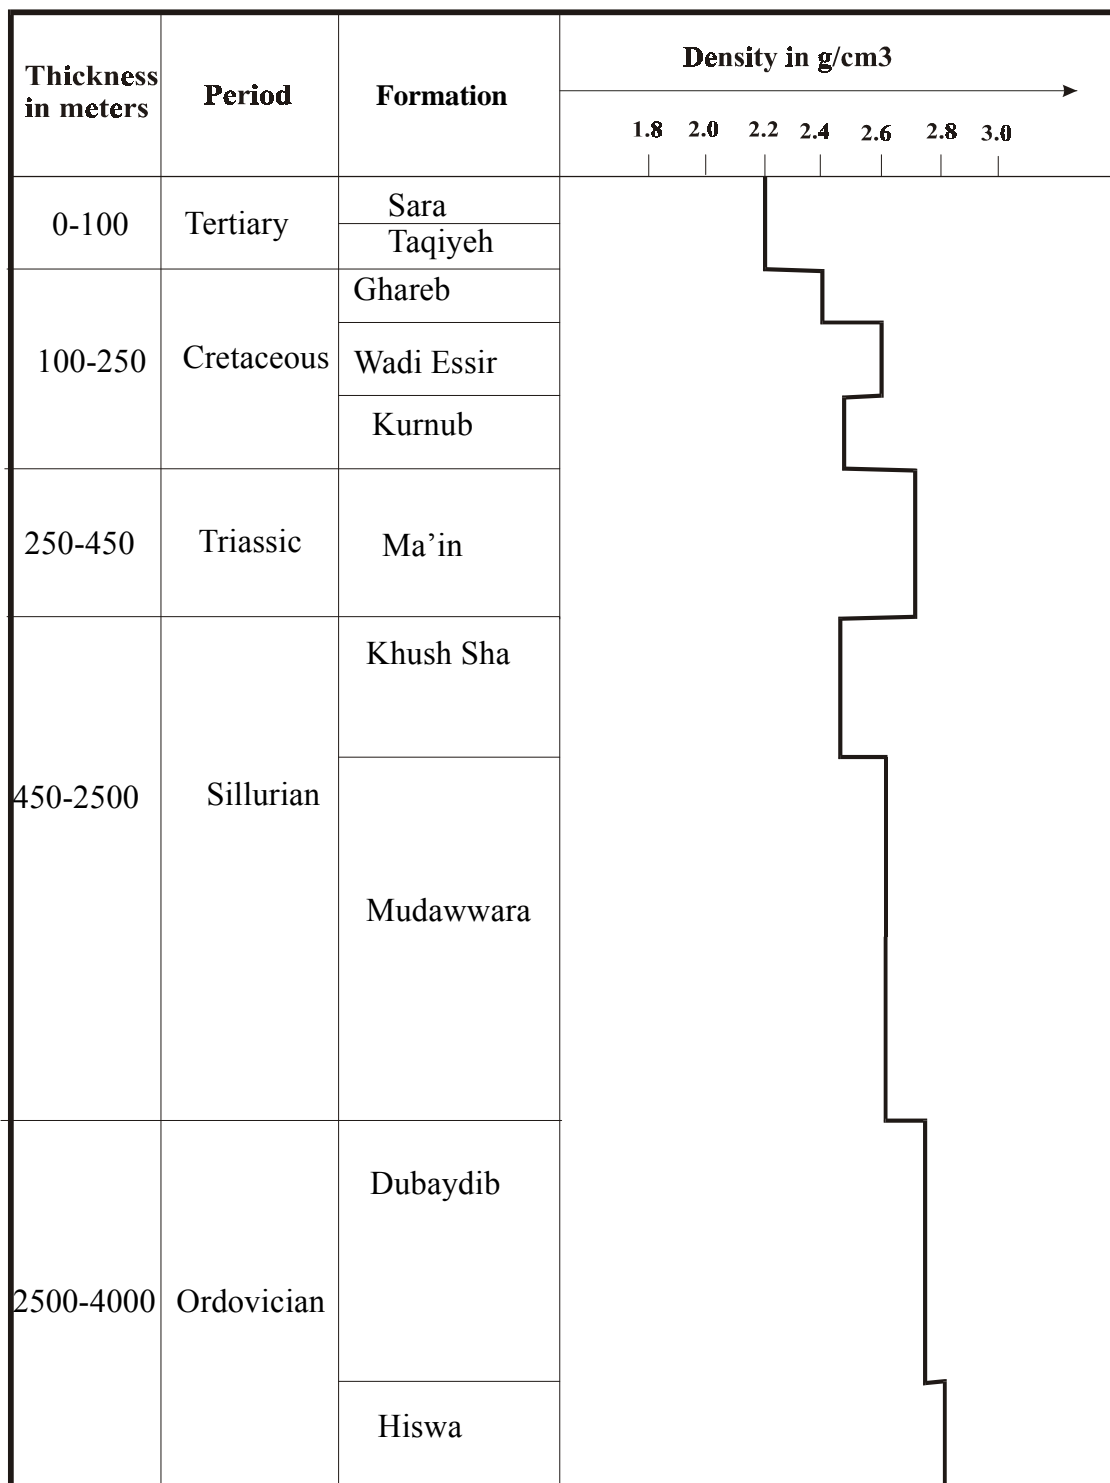 Thickness
in meters
Period
Formation
Density in g/cm3
1.8 2.0 2.2 2.4 2.6 2.8 3.0
0-100
Tertiary
Sara
Taqiyeh
100-250
Cretaceous
Ghareb
Wadi Essir
Kurnub
250-450
Triassic
Ma’in
450-2500
Sillurian
Khush Sha
Mudawwara
2500-4000
Ordovician
Dubaydib
Hiswa